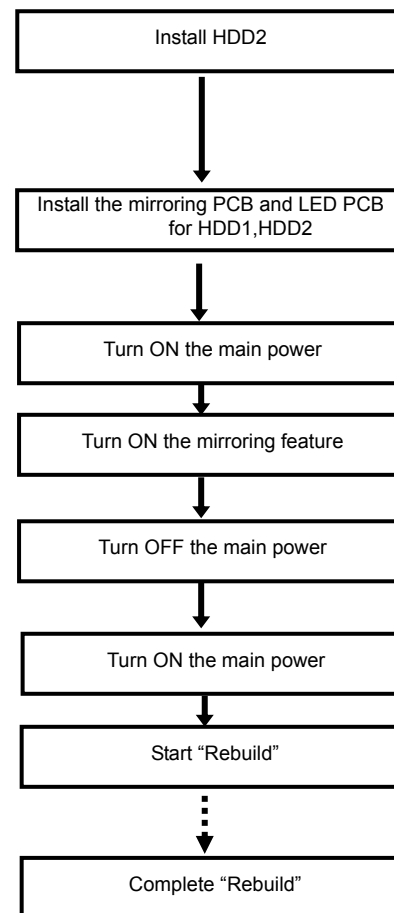 Install HDD2
Install the mirroring PCB and LED PCB
for HDD1,HDD2
Turn ON the main power
Turn ON the mirroring feature
Turn OFF the main power
Turn ON the main power
Start “Rebuild”
Complete “Rebuild”